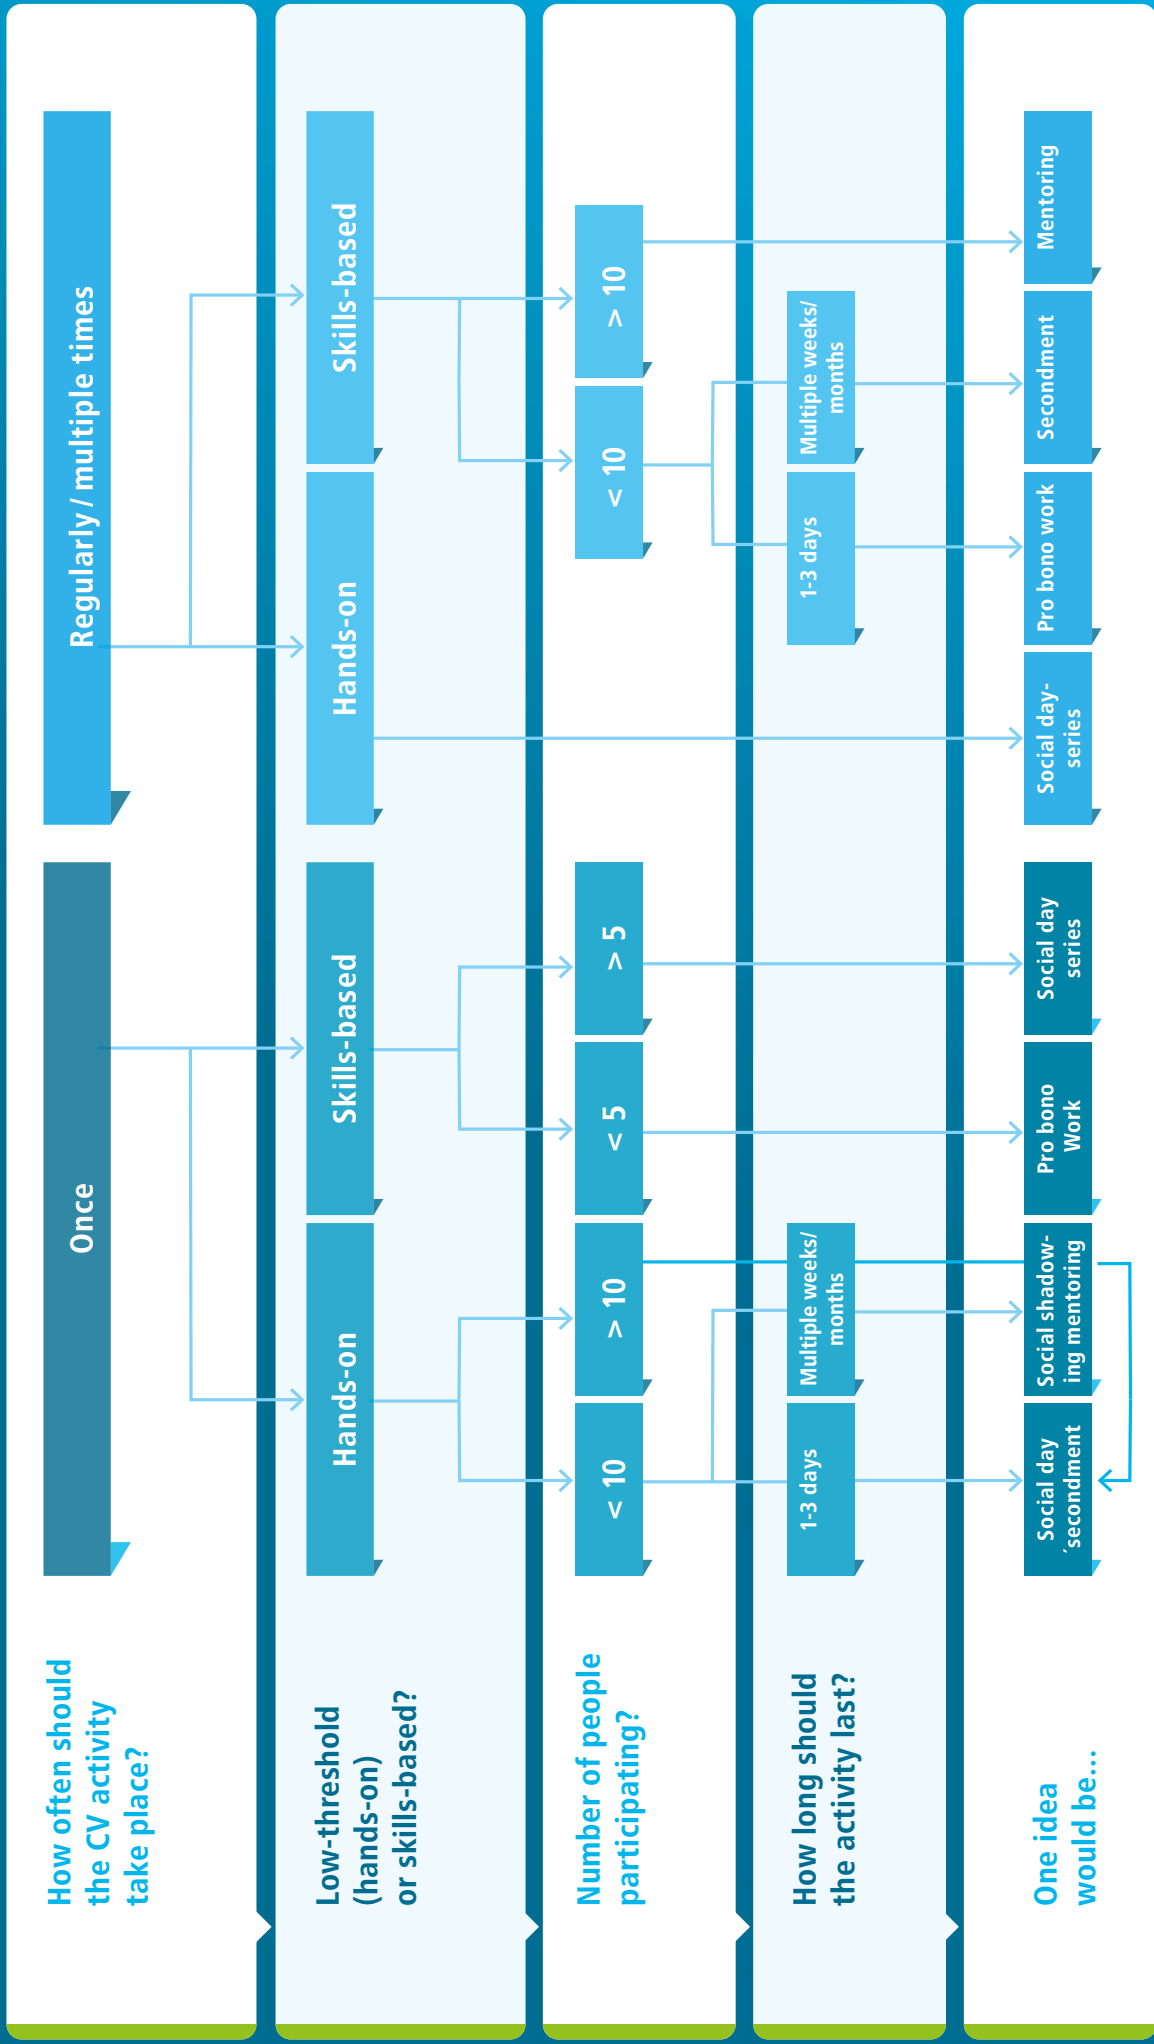 How often should
the CV activity
take place?
Once
Regularly / multiple times
Low-threshold
(hands-on)
or skills-based?
Hands-on
Skills-based
Hands-on
Skills-based
Number of people
participating?
< 10
> 10
< 5
> 5
< 10
> 10
How long should
the activity last?
1-3 days
Multiple weeks/
months
1-3 days
Multiple weeks/
months
One idea
would be...
Social day
´secondment
Social shadow-
ing mentoring
Pro bono
Work
Social day
series
Social day-
series
Pro bono work
Secondment
Mentoring